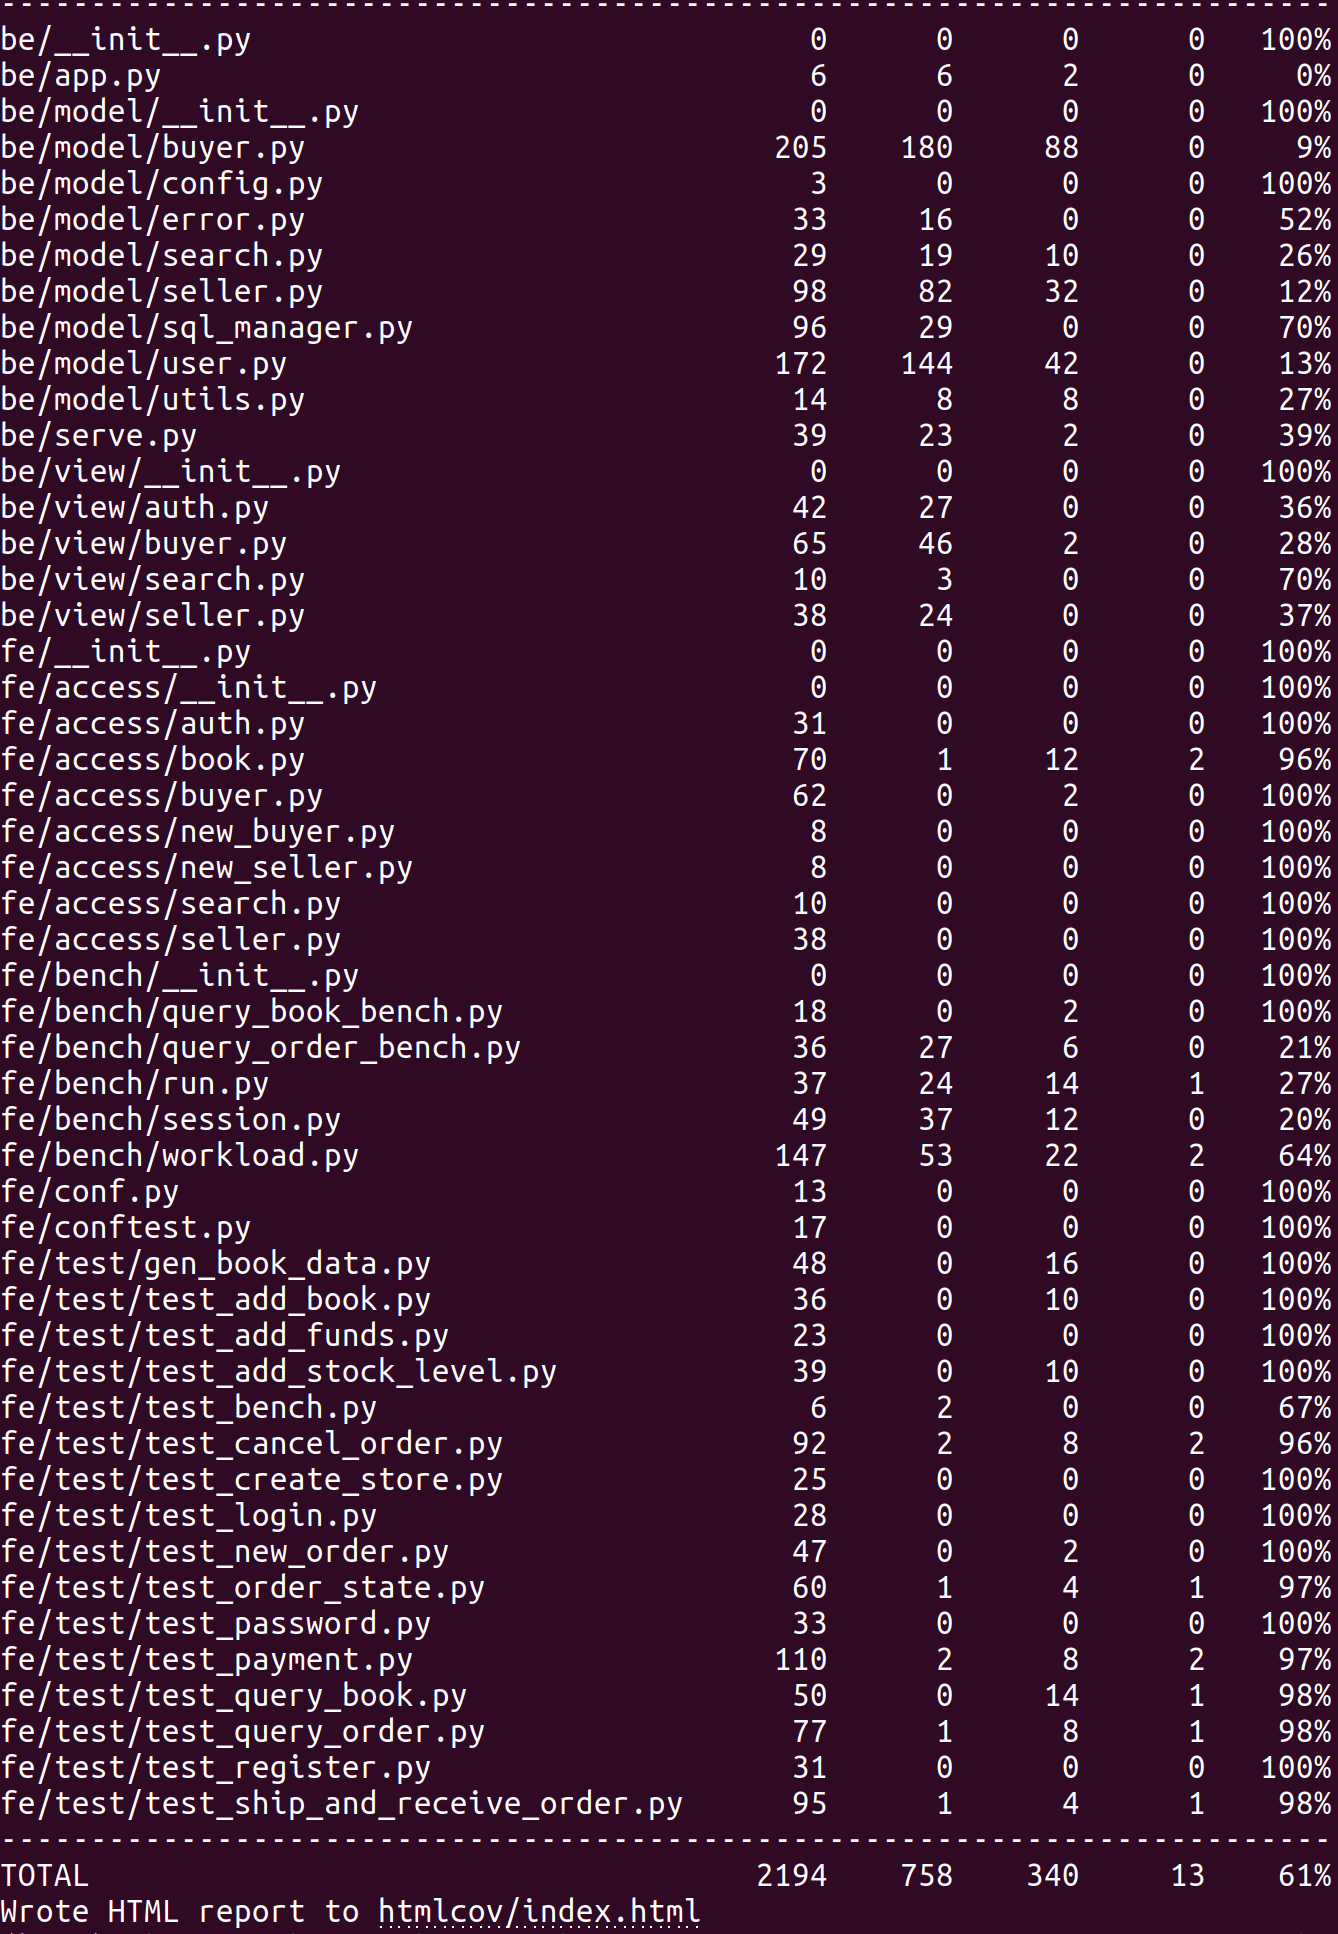 --------------------------------------------------------------------------
be/__init__.py 0 0 0 0 100%
be/app.py 6 6 2 0 0%
be/model/__init__.py 0 0 0 0 100%
be/model/buyer.py 205 180 88 0 9%
be/model/config.py 3 0 0 0 100%
be/model/error.py 33 16 0 0 52%
be/model/search.py 29 19 10 0 26%
be/model/seller.py 98 82 32 0 12%
be/model/sql_manager.py 96 29 0 0 70%
be/model/user.py 172 144 42 0 13%
be/model/utils.py 14 8 8 0 27%
be/serve.py 39 23 2 0 39%
be/view/__init__.py 0 0 0 0 100%
be/view/auth.py 42 27 0 0 36%
be/view/buyer.py 65 46 2 0 28%
be/view/search.py 10 3 0 0 70%
be/view/seller.py 38 24 0 0 37%
fe/__init__.py 0 0 0 0 100%
fe/access/__init__.py 0 0 0 0 100%
fe/access/auth.py 31 0 0 0 100%
fe/access/book.py 70 1 12 2 96%
fe/access/buyer.py 62 0 2 0 100%
fe/access/new_buyer.py 8 0 0 0 100%
fe/access/new_seller.py 8 0 0 0 100%
fe/access/search.py 10 0 0 0 100%
fe/access/seller.py 38 0 0 0 100%
fe/bench/__init__.py 0 0 0 0 100%
fe/bench/query_book_bench.py 18 0 2 0 100%
fe/bench/query_order_bench.py 36 27 6 0 21%
fe/bench/run.py 37 24 14 1 27%
fe/bench/session.py 49 37 12 0 20%
fe/bench/workload.py 147 53 22 2 64%
fe/conf.py 13 0 0 0 100%
fe/conftest.py 17 0 0 0 100%
fe/test/gen_book_data.py 48 0 16 0 100%
fe/test/test_add_book.py 36 0 10 0 100%
fe/test/test_add_funds.py 23 0 0 0 100%
fe/test/test_add_stock_level.py 39 0 10 0 100%
fe/test/test_bench.py 6 2 0 0 67%
fe/test/test_cancel_order.py 92 2 8 2 96%
fe/test/test_create_store.py 25 0 0 0 100%
fe/test/test_login.py 28 0 0 0 100%
fe/test/test_new_order.py 47 0 2 0 100%
fe/test/test_order_state.py 60 1 4 1 97%
fe/test/test_password.py 33 0 0 0 100%
fe/test/test_payment.py 110 2 8 2 97%
fe/test/test_query_book.py 50 0 14 1 98%
fe/test/test_query_order.py 77 1 8 1 98%
fe/test/test_register.py 31 0 0 0 100%
fe/test/test_ship_and_receive_order.py 95 1 4 1 98%
--------------------------------------------------------------------------
TOTAL 2194 758 340 13 61%
Wrote HTML report to htmlcov/index.html